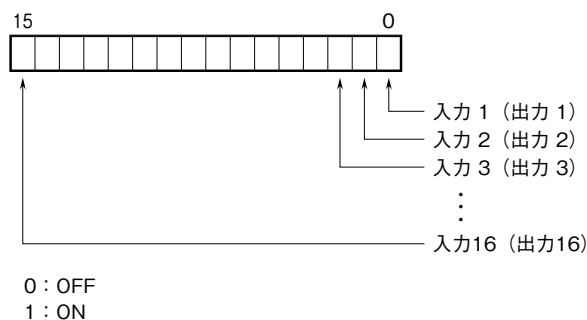 15 0
入力 1（出力 1）
入力 2（出力 2）
入力 3（出力 3）
⋮
入力16（出力16）
0：OFF
1：ON